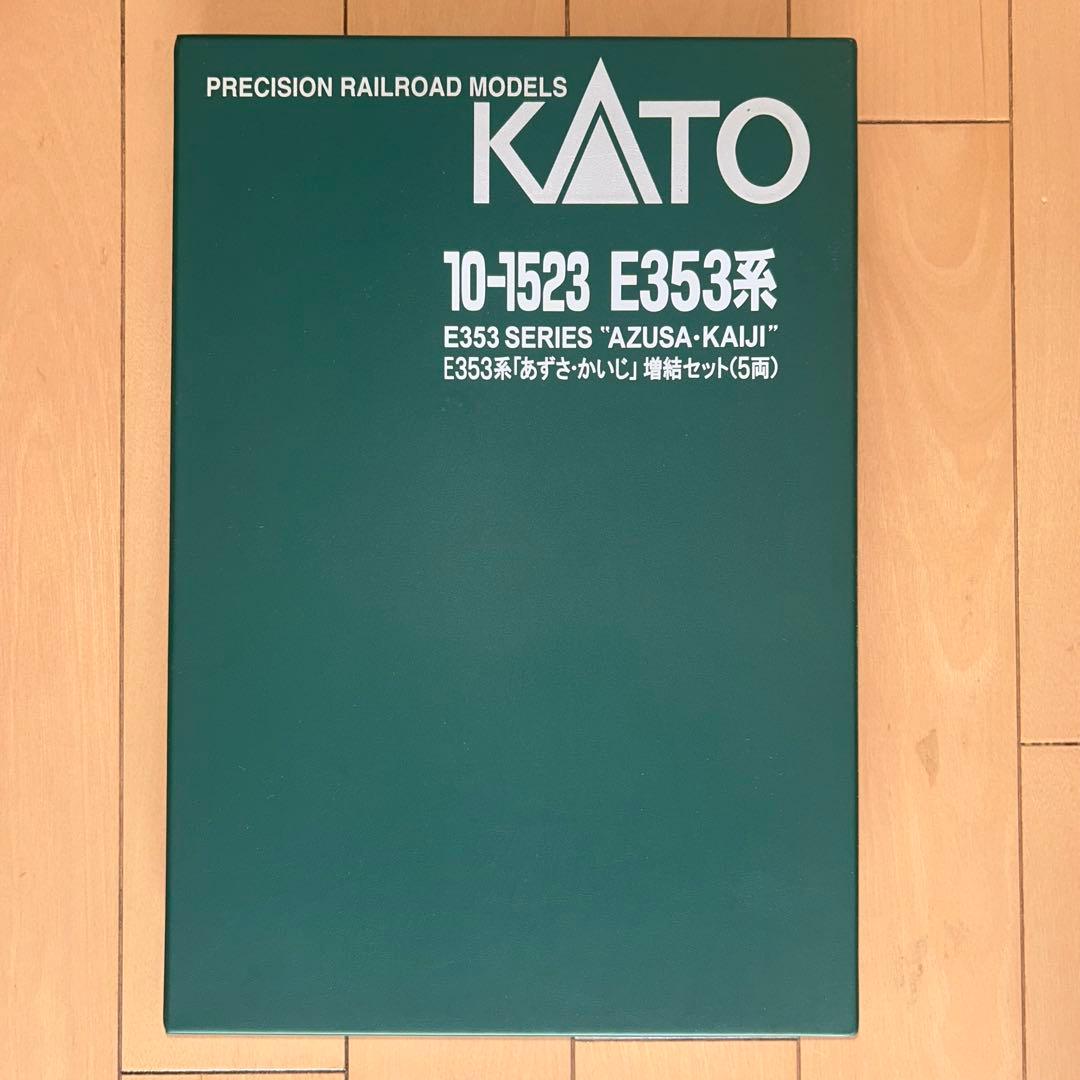 PRECISION RAILROAD MODELS
KATO
10-1523 E353系
E353 SERIES "AZUSA・KAIJI"
E353系「あずさ・かいじ」増結セット(5両)